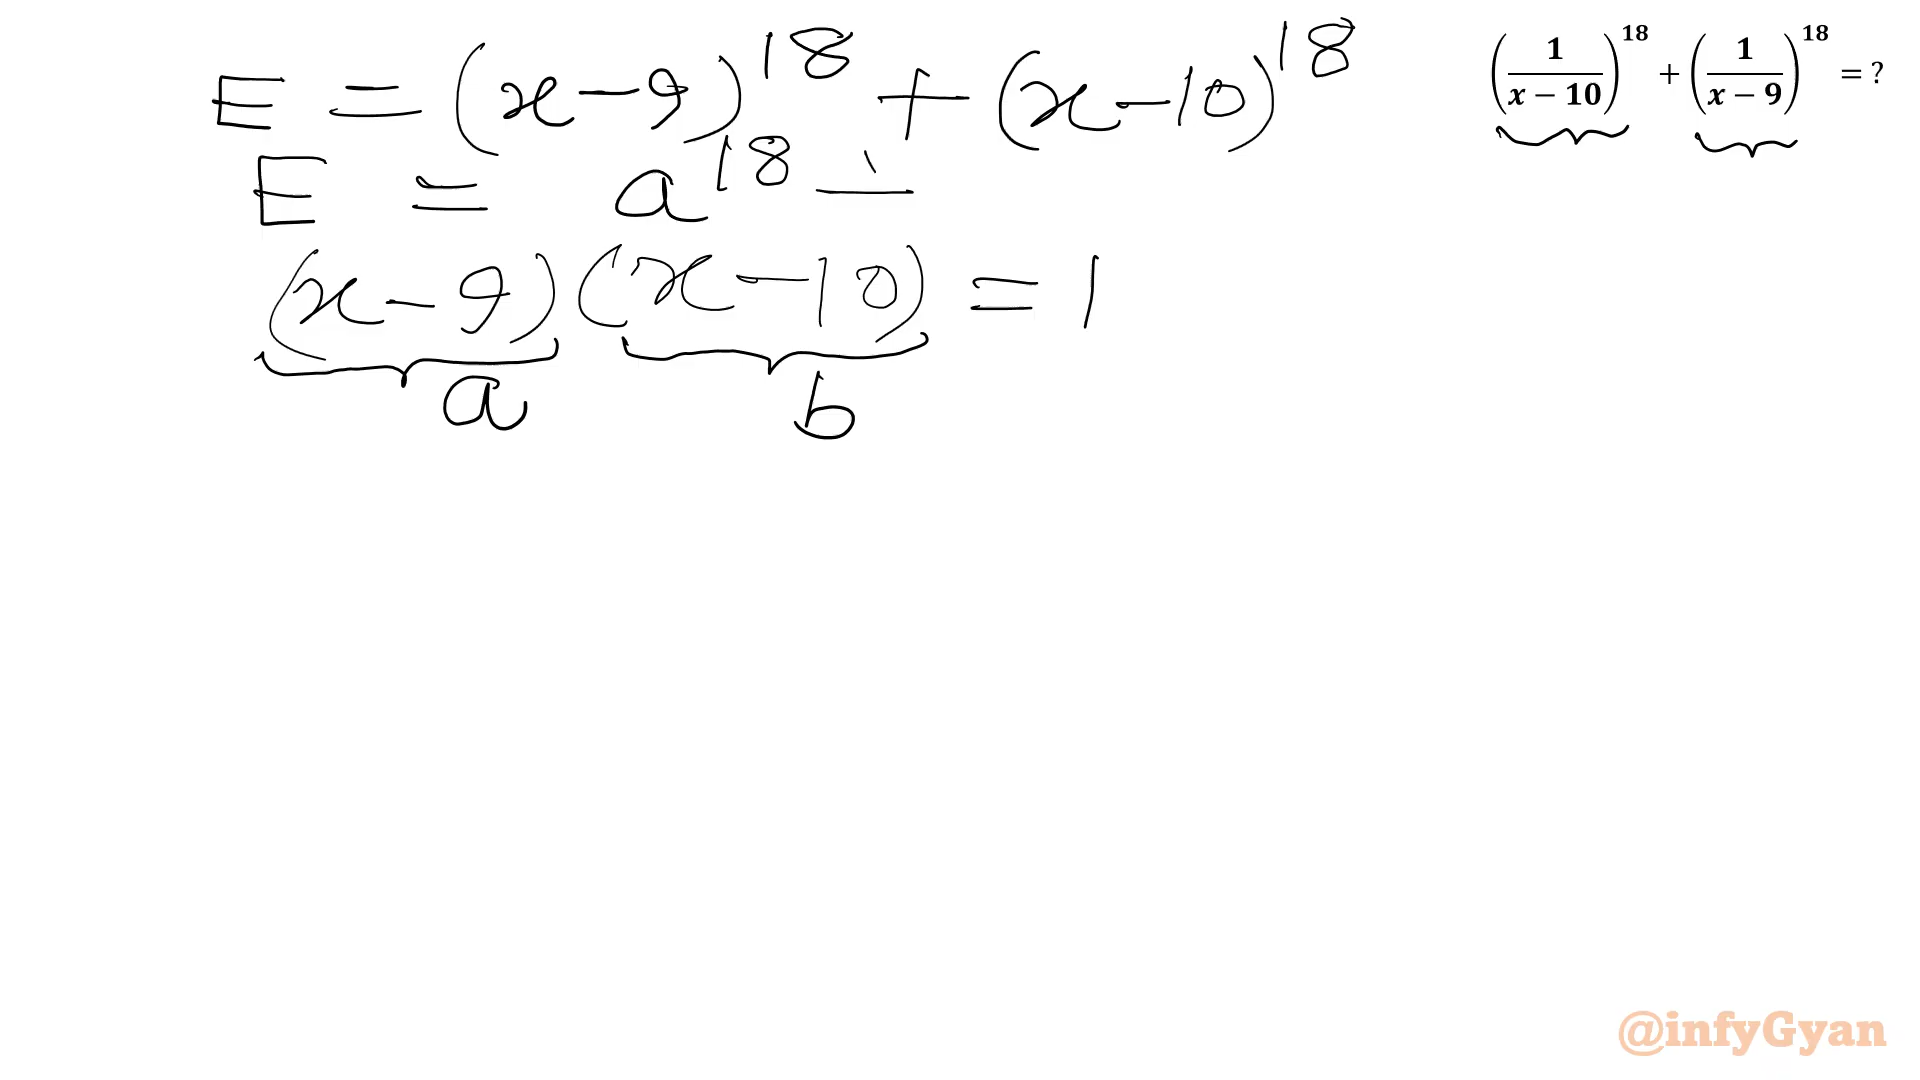 E = (x-9)^18 + (x-10)^18
(1/(x − 10))^18 + (1/(x − 9))^18 = ?
E = a^18 +
(x-9)(x-10) = 1
a b
@infyGyan